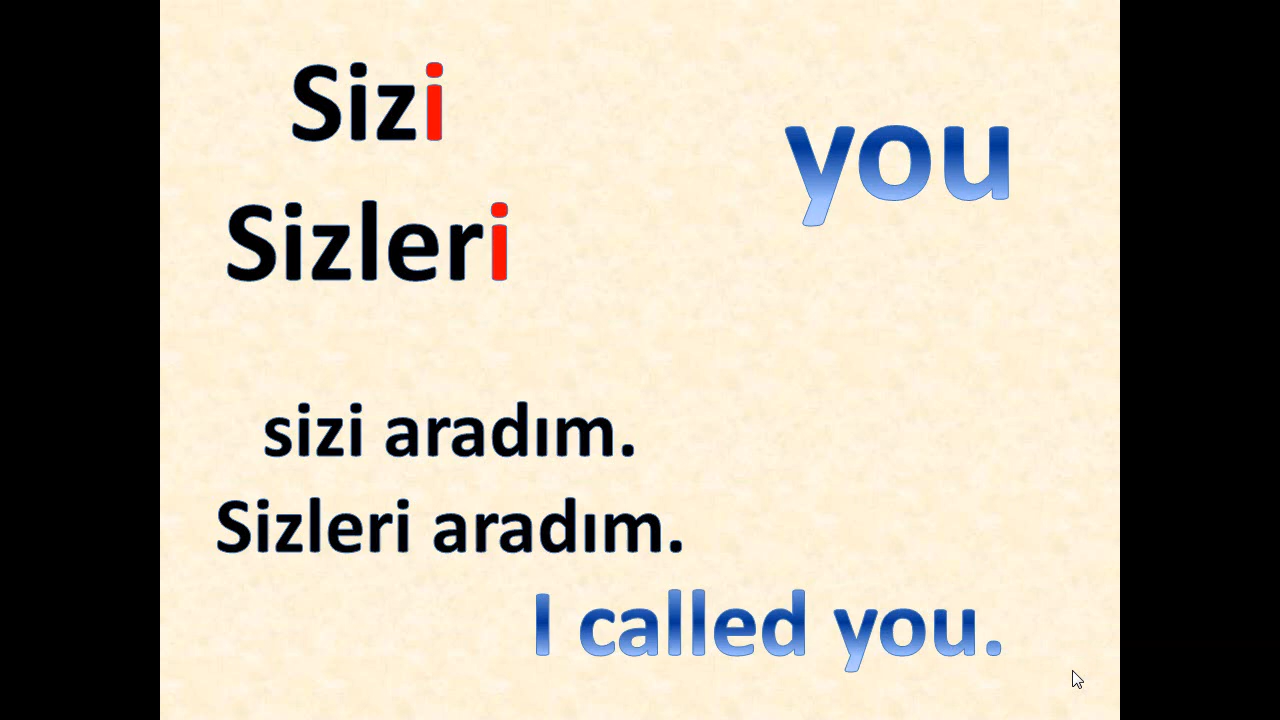 Sizi
you
Sizleri
sizi aradım.
Sizleri aradım.
I called you.